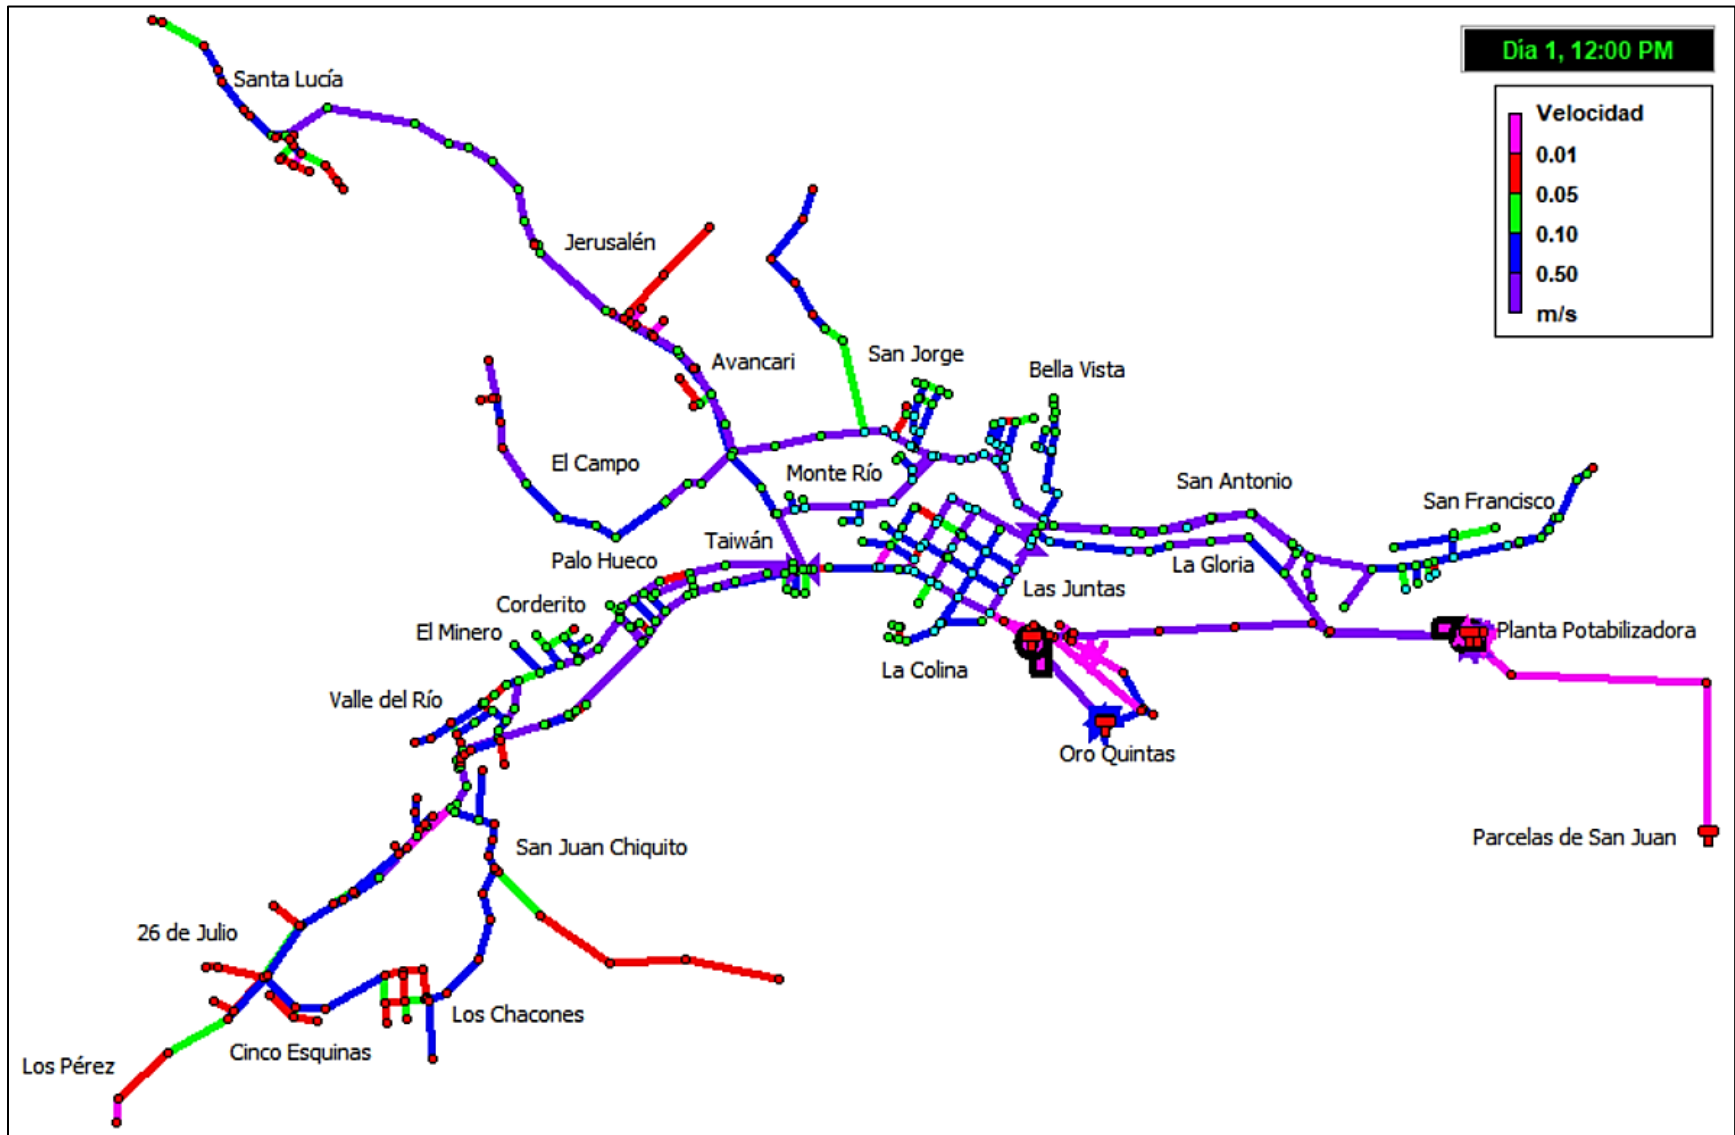 Día 1, 12:00 PM
Velocidad
0.01
0.05
0.10
0.50
m/s
Santa Lucía
Jerusalén
Avancari
San Jorge
Bella Vista
El Campo
Monte Río
San Antonio
San Francisco
Taiwán
Palo Hueco
La Gloria
Las Juntas
Corderito
El Minero
Planta Potabilizadora
La Colina
Valle del Río
Oro Quintas
Parcelas de San Juan
San Juan Chiquito
26 de Julio
Los Chacones
Cinco Esquinas
Los Pérez